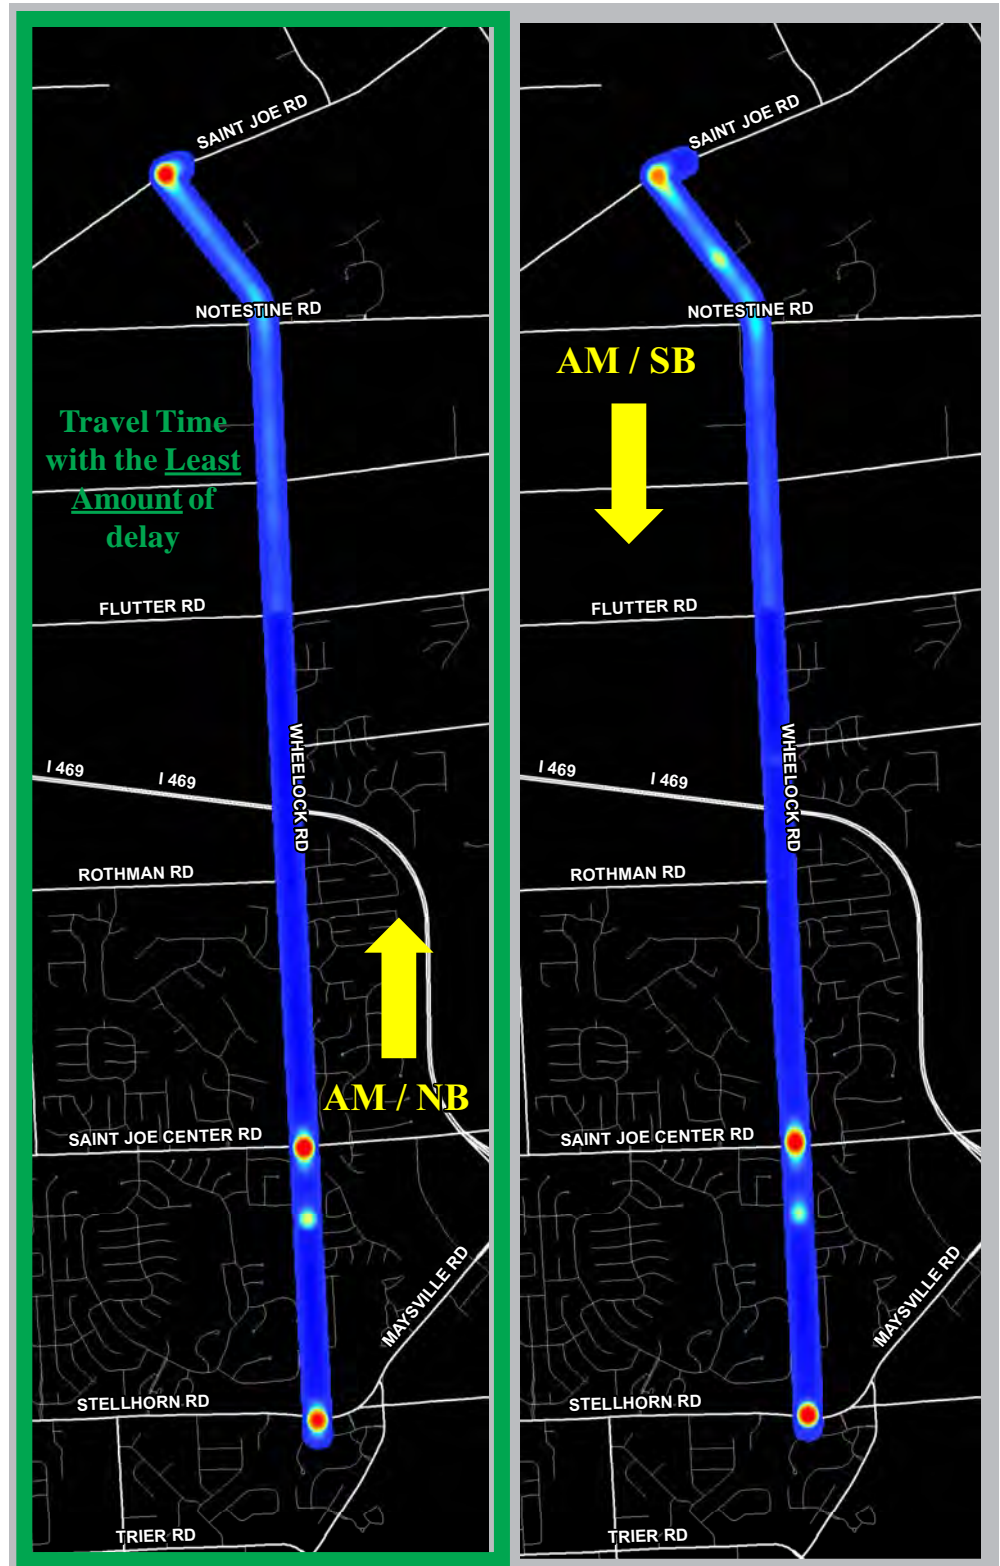 SAINT JOE RD
NOTESTINE RD
Travel Time
with the Least
Amount of
delay
FLUTTER RD
WHEELOCK RD
I 469
I 469
ROTHMAN RD
AM / NB
SAINT JOE CENTER RD
MAYSVILLE RD
STELLHORN RD
TRIER RD
SAINT JOE RD
NOTESTINE RD
AM / SB
FLUTTER RD
WHEELOCK RD
I 469
ROTHMAN RD
SAINT JOE CENTER RD
MAYSVILLE RD
STELLHORN RD
TRIER RD